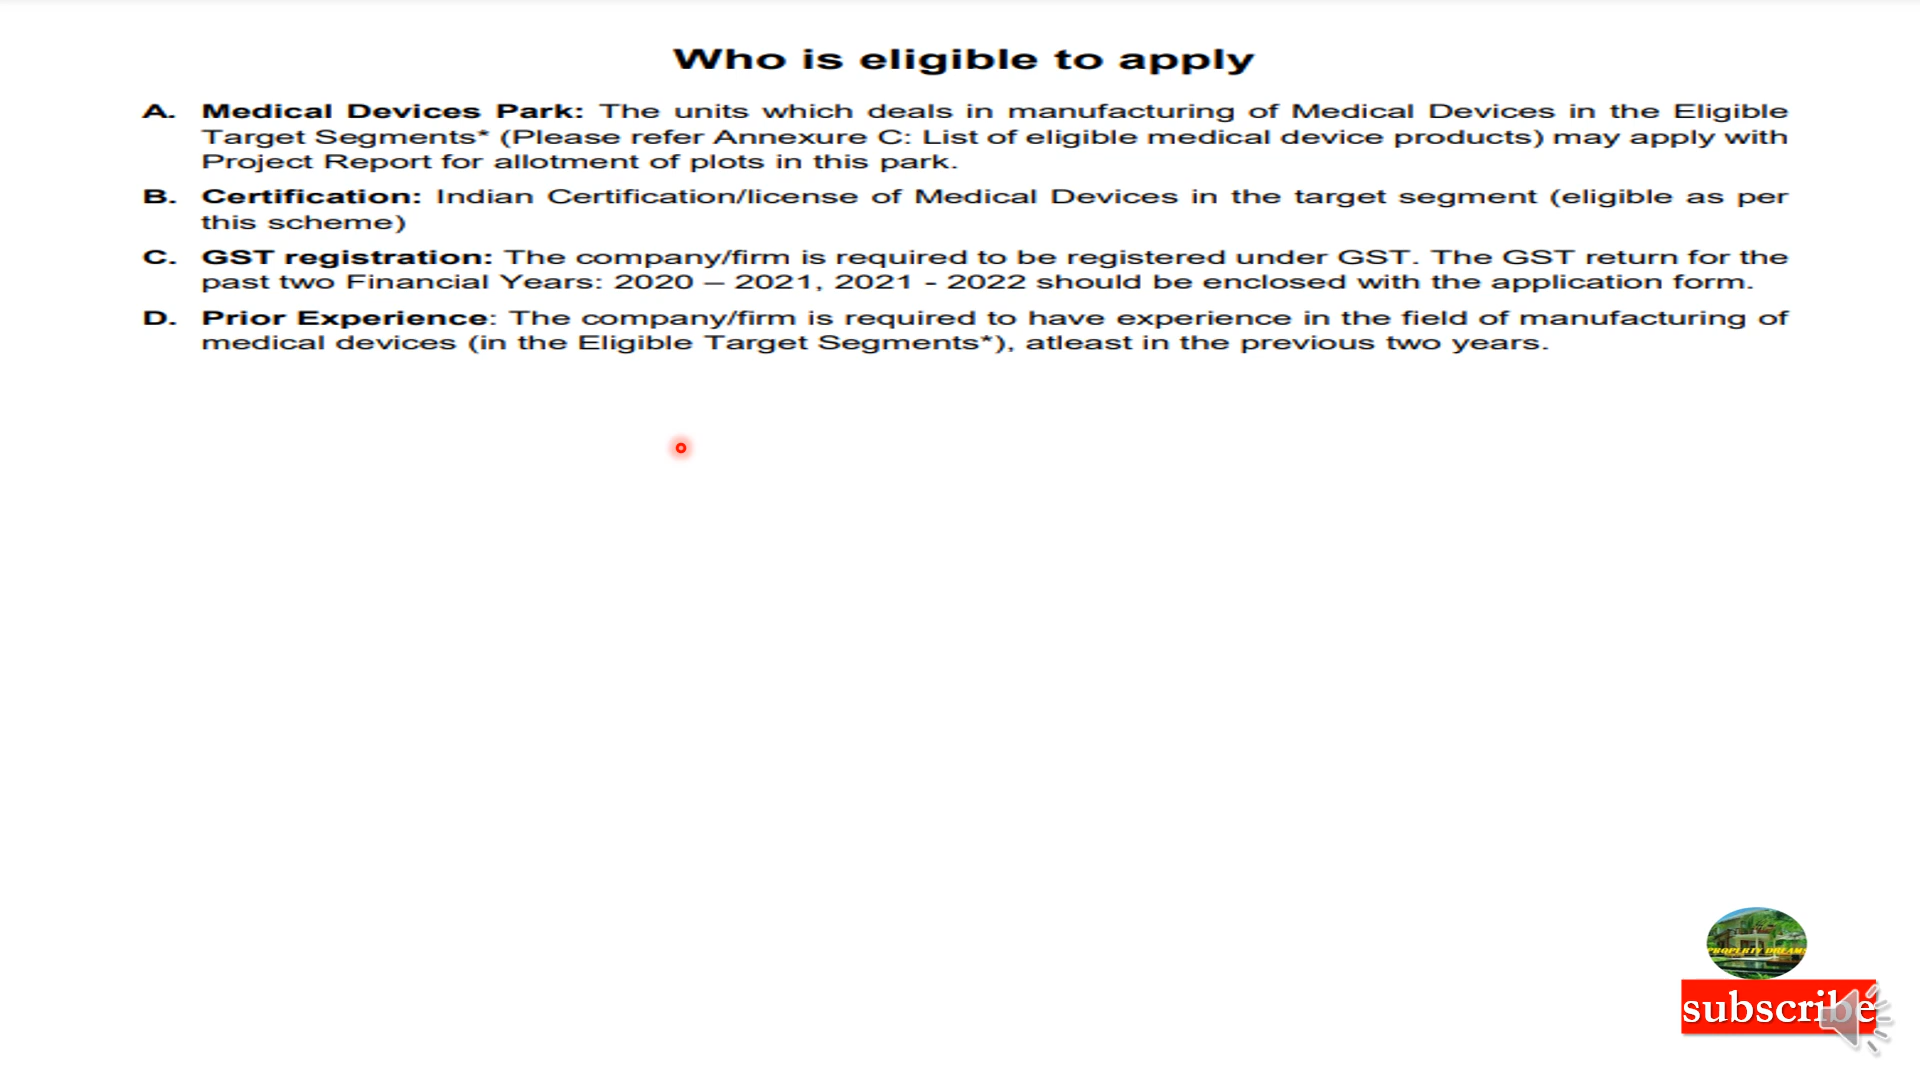 Who is eligible to apply
A. Medical Devices Park: The units which deals in manufacturing of Medical Devices in the Eligible
Target Segments* (Please refer Annexure C: List of eligible medical device products) may apply with
Project Report for allotment of plots in this park.
B. Certification: Indian Certification/license of Medical Devices in the target segment (eligible as per
this scheme)
C. GST registration: The company/firm is required to be registered under GST. The GST return for the
past two Financial Years: 2020 – 2021, 2021 - 2022 should be enclosed with the application form.
D. Prior Experience: The company/firm is required to have experience in the field of manufacturing of
medical devices (in the Eligible Target Segments*), atleast in the previous two years.
PROPERTY DREAMS
subscribe